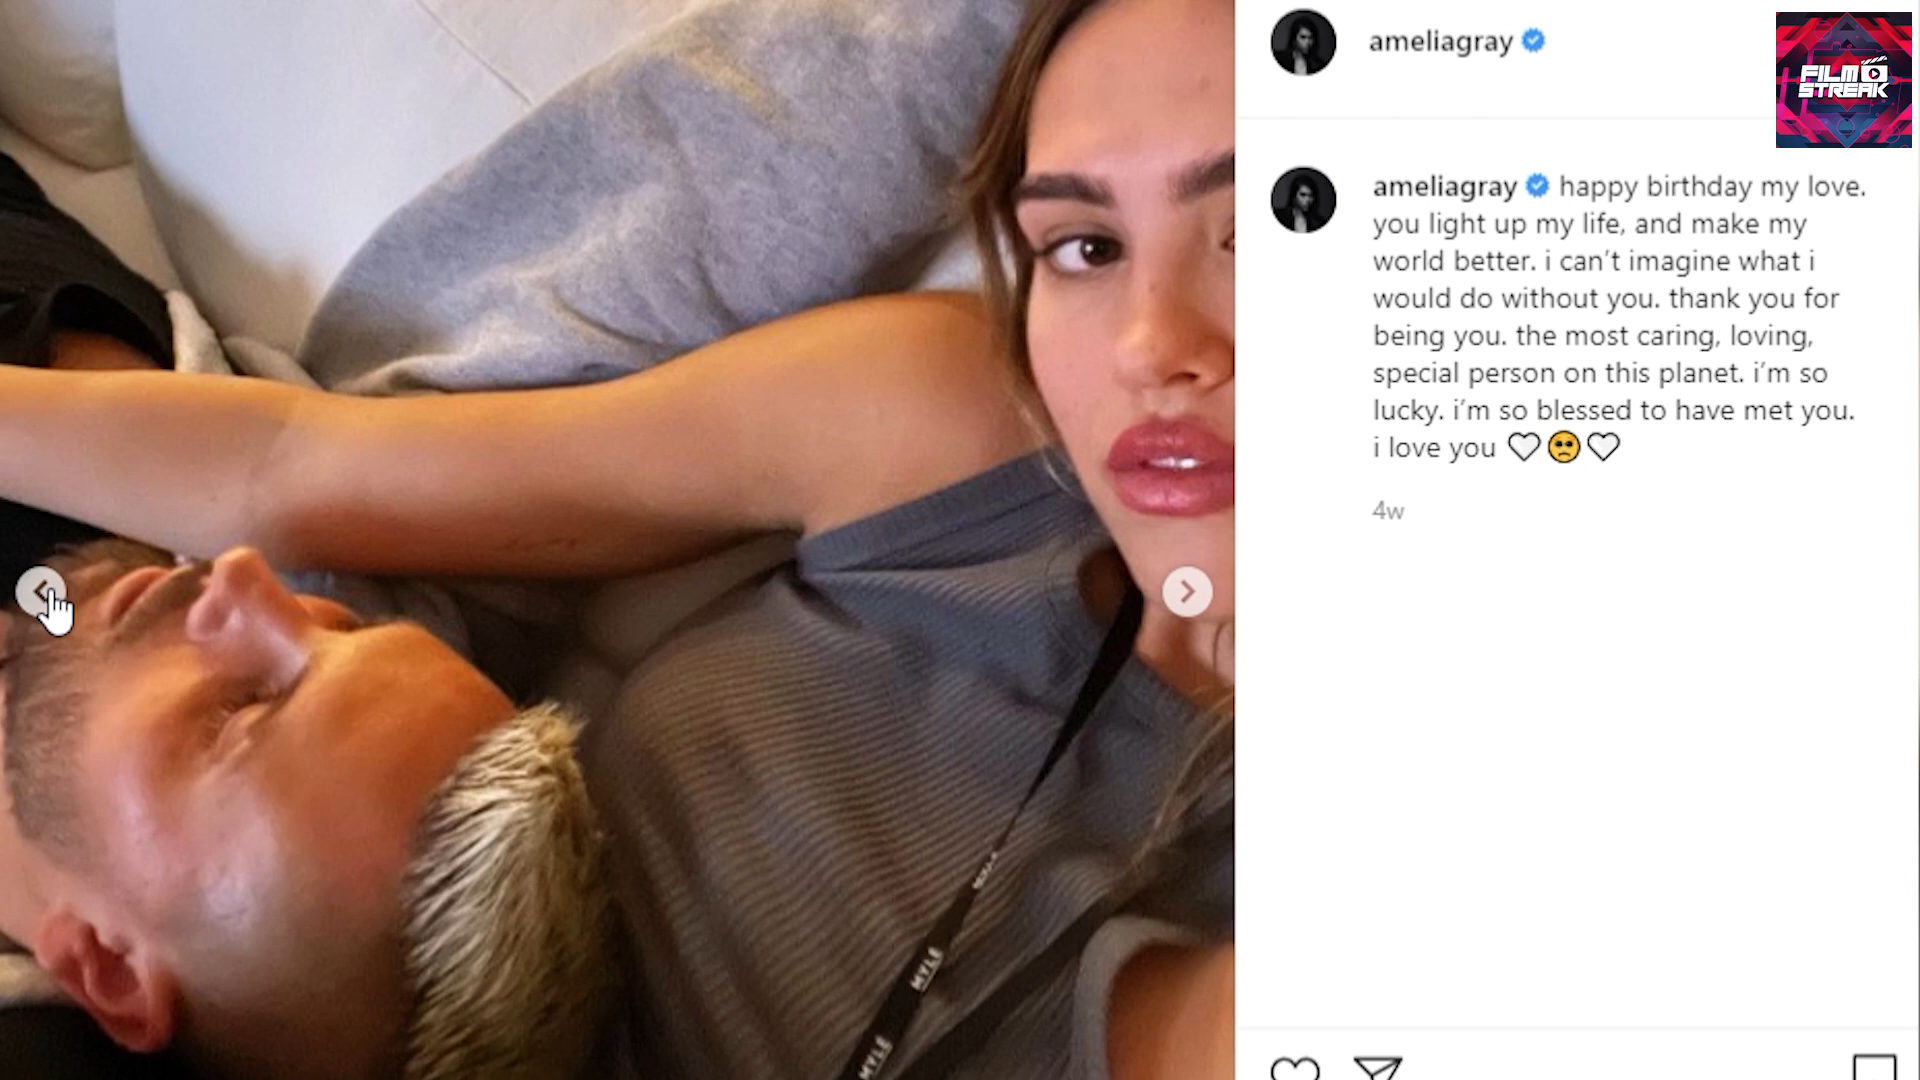 ameliagray
FILM
STREAK
ameliagray happy birthday my love.
you light up my life, and make my
world better. i can’t imagine what i
would do without you. thank you for
being you. the most caring, loving,
special person on this planet. i’m so
lucky. i’m so blessed to have met you.
i love you ♡🥺♡
4w
MYLÉ
MYLÉ